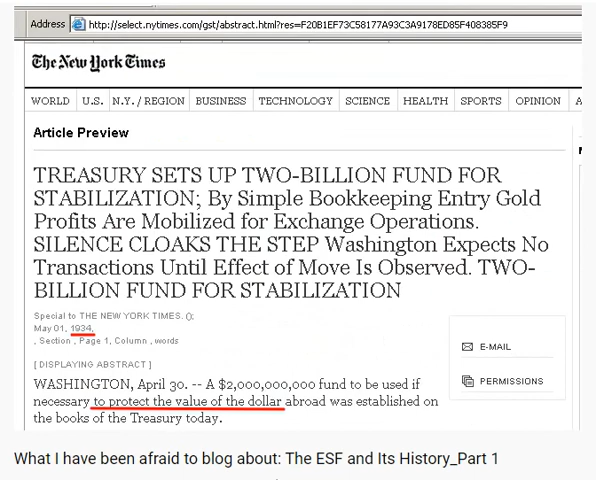 Address http://select.nytimes.com/gst/abstract.html?res=F20B1EF73C58177A93C3A9178ED85F408385F9
The New York Times
WORLD U.S. N.Y. / REGION BUSINESS TECHNOLOGY SCIENCE HEALTH SPORTS OPINION A
Article Preview
TREASURY SETS UP TWO-BILLION FUND FOR
STABILIZATION; By Simple Bookkeeping Entry Gold
Profits Are Mobilized for Exchange Operations.
SILENCE CLOAKS THE STEP Washington Expects No
Transactions Until Effect of Move Is Observed. TWO-
BILLION FUND FOR STABILIZATION
Special to THE NEW YORK TIMES. ();
May 01, 1934,
, Section , Page 1, Column , words
[ DISPLAYING ABSTRACT ]
WASHINGTON, April 30. -- A $2,000,000,000 fund to be used if
necessary to protect the value of the dollar abroad was established on
the books of the Treasury today.
E-MAIL
PERMISSIONS
What I have been afraid to blog about: The ESF and Its History_Part 1